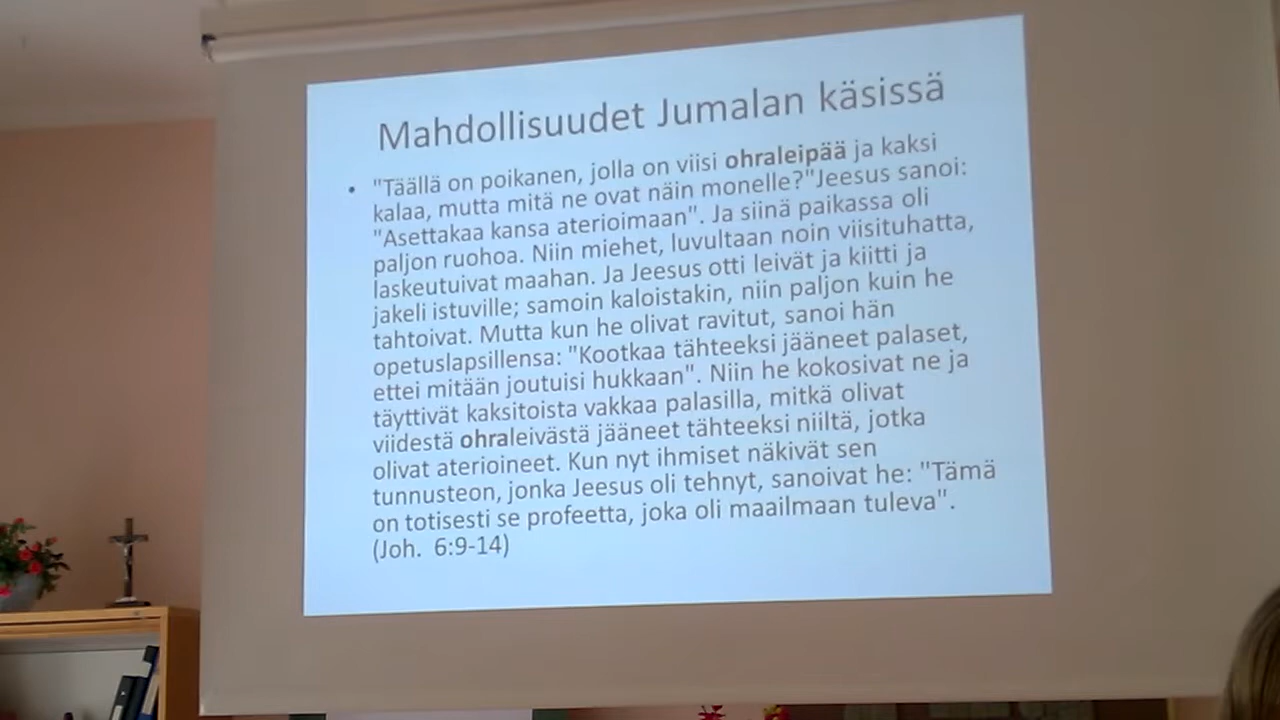 Mahdollisuudet Jumalan käsissä
• "Täällä on poikanen, jolla on viisi ohraleipää ja kaksi
kalaa, mutta mitä ne ovat näin monelle?"Jeesus sanoi:
"Asettakaa kansa aterioimaan". Ja siinä paikassa oli
paljon ruohoa. Niin miehet, luvultaan noin viisituhatta,
laskeutuivat maahan. Ja Jeesus otti leivät ja kiitti ja
jakeli istuville; samoin kaloistakin, niin paljon kuin he
tahtoivat. Mutta kun he olivat ravitut, sanoi hän
opetuslapsillensa: "Kootkaa tähteeksi jääneet palaset,
ettei mitään joutuisi hukkaan". Niin he kokosivat ne ja
täyttivät kaksitoista vakkaa palasilla, mitkä olivat
viidestä ohraleivästä jääneet tähteeksi niiltä, jotka
olivat aterioineet. Kun nyt ihmiset näkivät sen
tunnusteon, jonka Jeesus oli tehnyt, sanoivat he: "Tämä
on totisesti se profeetta, joka oli maailmaan tuleva".
(Joh. 6:9-14)